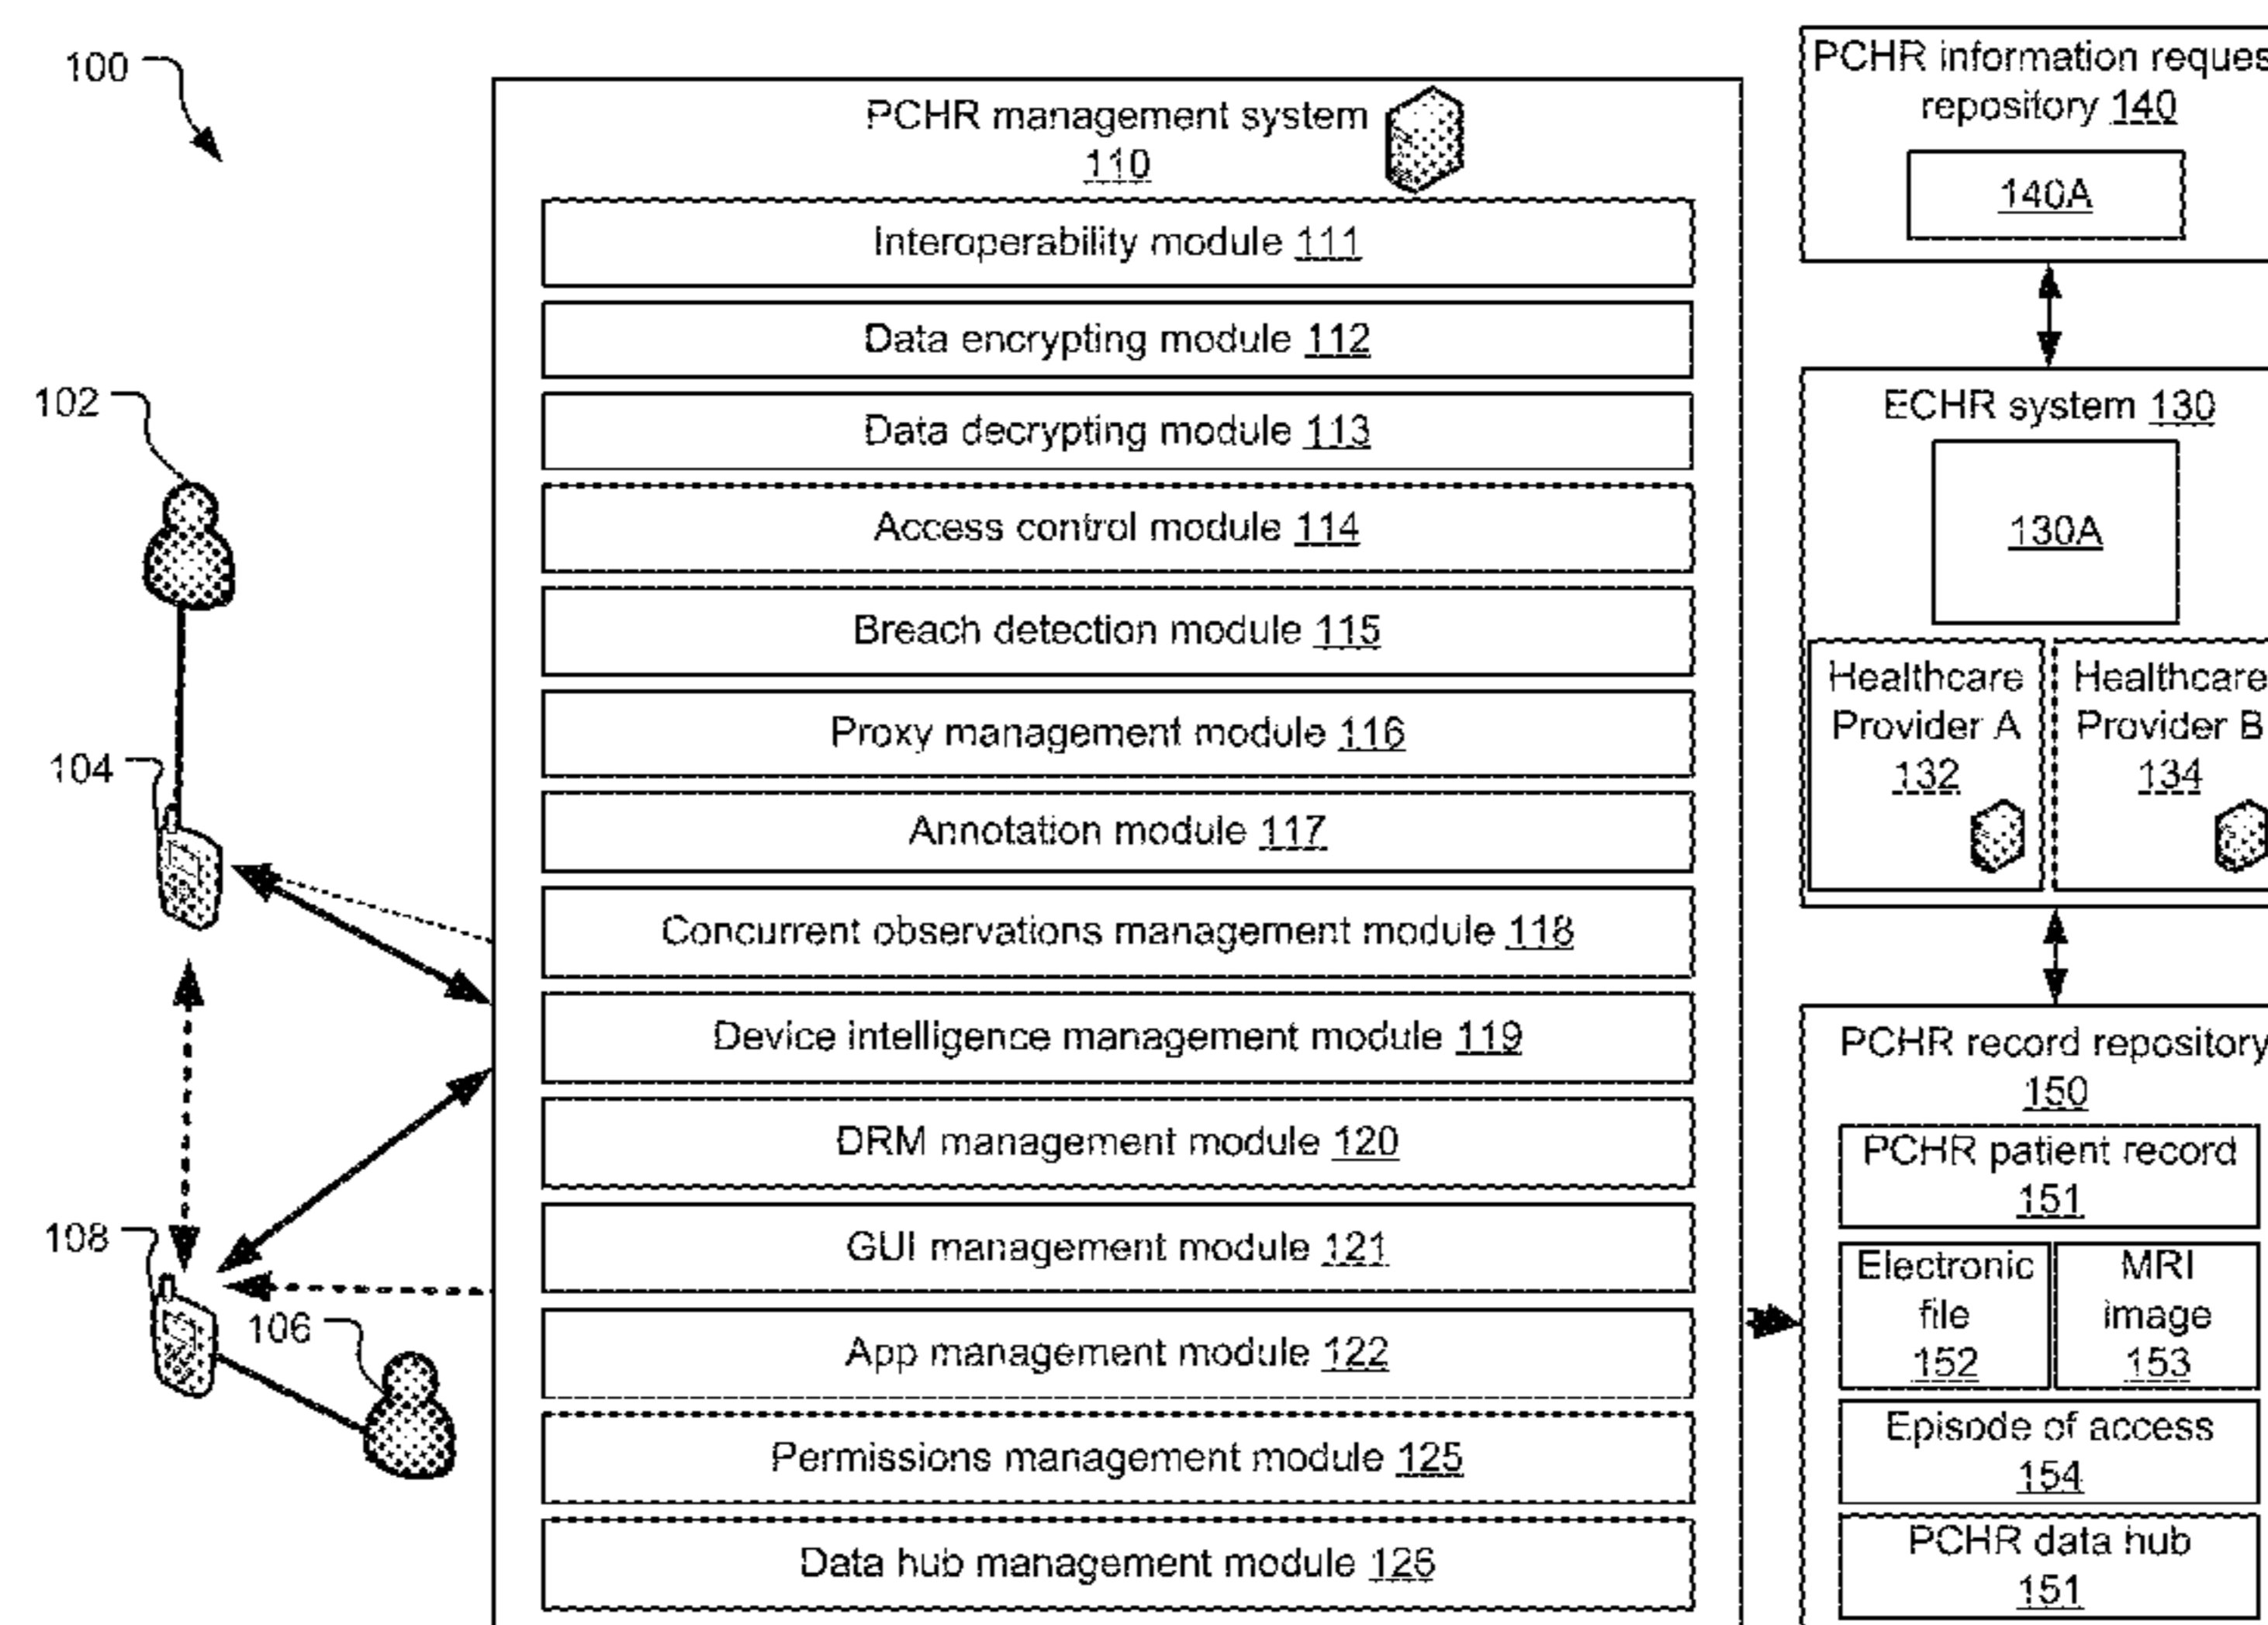 100
PCHR management system
110
Interoperability module 111
Data encrypting module 112
Data decrypting module 113
Access control module 114
Breach detection module 115
Proxy management module 116
Annotation module 117
Concurrent observations management module 118
Device intelligence management module 119
DRM management module 120
GUI management module 121
App management module 122
Permissions management module 125
Data hub management module 126
102
104
108
106
PCHR information reques
repository 140
140A
ECHR system 130
130A
Healthcare
Provider A
132
Healthcare
Provider B
134
PCHR record repository
150
PCHR patient record
151
Electronic
file
152
MRI
image
153
Episode of access
154
PCHR data hub
151